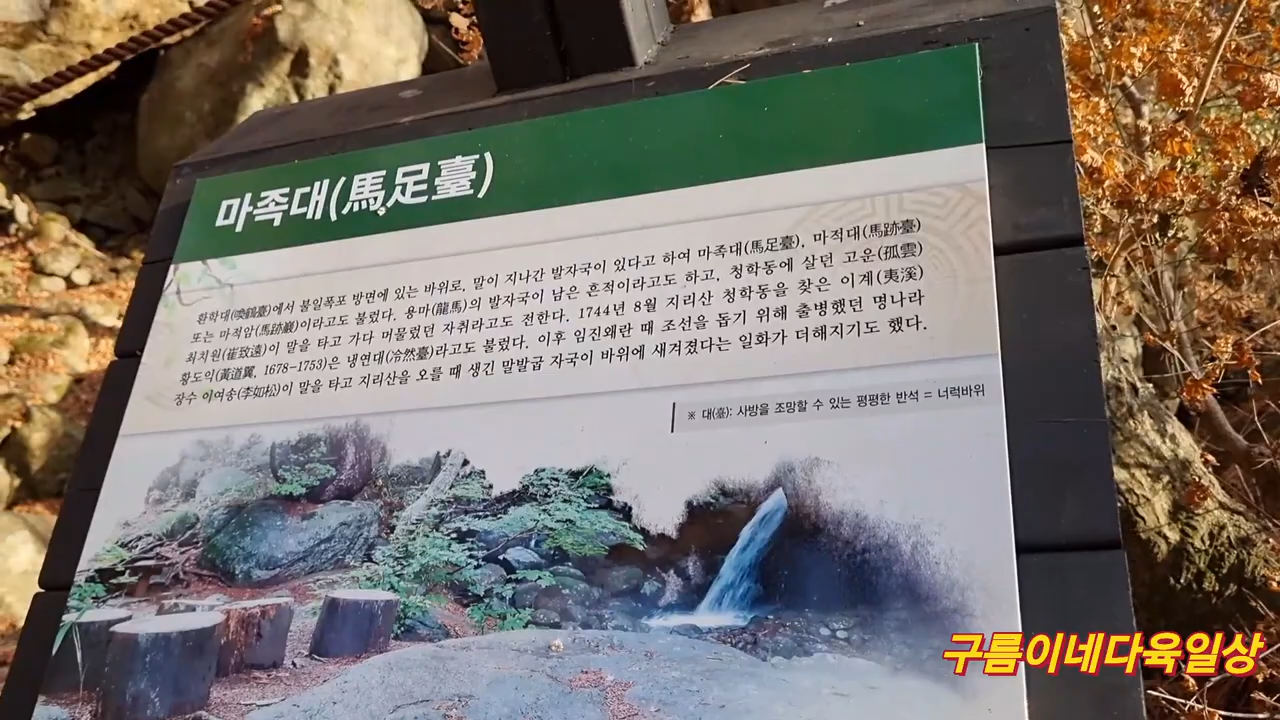 마족대(馬足臺)
환학대(喚鶴臺)에서 불일폭포 방면에 있는 바위로, 말이 지나간 발자국이 있다고 하여 마족대(馬足臺), 마적대(馬跡臺)
또는 마적암(馬跡巖)이라고도 불렀다. 용마(龍馬)의 발자국이 남은 흔적이라고도 하고, 청학동에 살던 고운(孤雲)
최치원(崔致遠)이 말을 타고 가다 머물렀던 자취라고도 전한다. 1744년 8월 지리산 청학동을 찾은 이계(夷溪)
황도익(黃道翼, 1678-1753)은 냉연대(冷然臺)라고도 불렀다. 이후 임진왜란 때 조선을 돕기 위해 출병했던 명나라
장수 이여송(李如松)이 말을 타고 지리산을 오를 때 생긴 말발굽 자국이 바위에 새겨졌다는 일화가 더해지기도 했다.
※ 대(臺): 사방을 조망할 수 있는 평평한 반석 = 너럭바위
구름이네다육일상